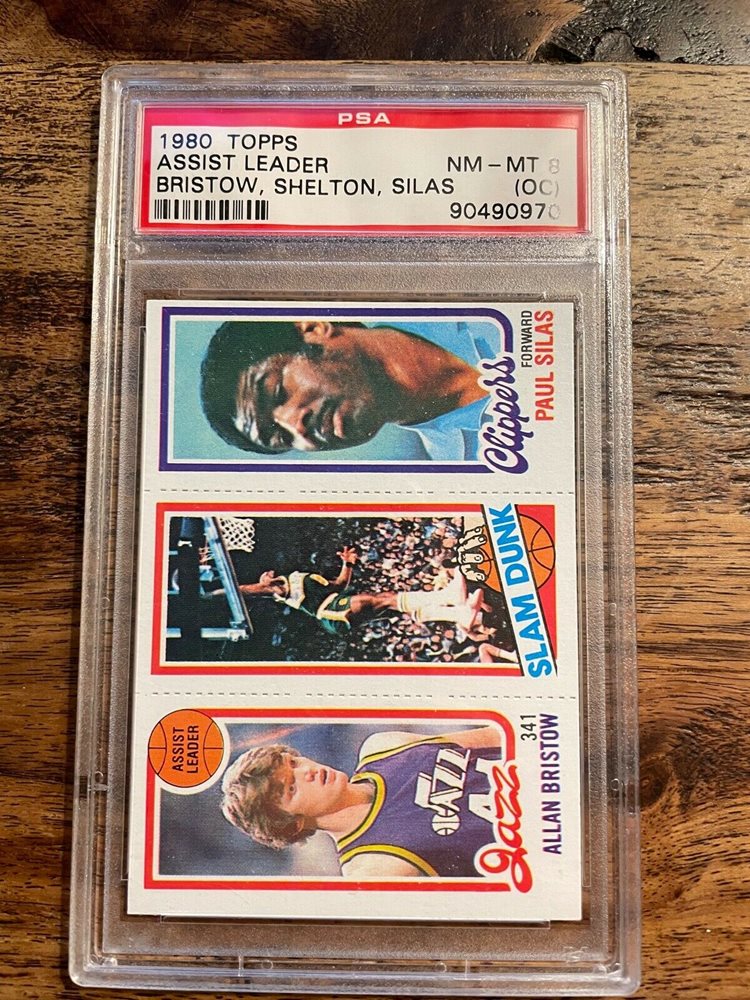 PSA
1980 TOPPS
ASSIST LEADER NM-MT 8
BRISTOW, SHELTON, SILAS (OC)
90490970
Clippers
FORWARD
PAUL SILAS
SLAM DUNK
ASSIST
LEADER
JAZZ
Jazz
341
ALLAN BRISTOW